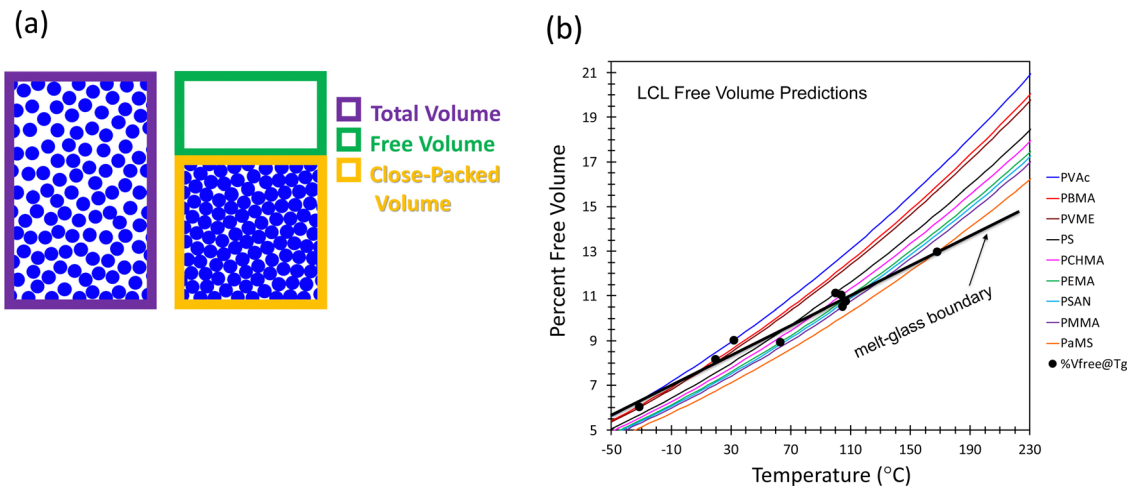 (a)
Total Volume
Free Volume
Close-Packed
Volume
(b)
LCL Free Volume Predictions
Percent Free Volume
21
19
17
15
13
11
9
7
5
-50
-10
30
70
110
150
190
230
Temperature (°C)
melt-glass boundary
PVAc
PBMA
PVME
PS
PCHMA
PEMA
PSAN
PMMA
PaMS
%Vfree@Tg